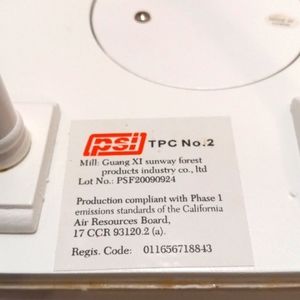 psi TPC No.2
Mill: Guang XI sunway forest
products industry co., ltd
Lot No.: PSF20090924
Production compliant with Phase 1
emissions standards of the California
Air Resources Board,
17 CCR 93120.2 (a).
Regis. Code: 011656718843